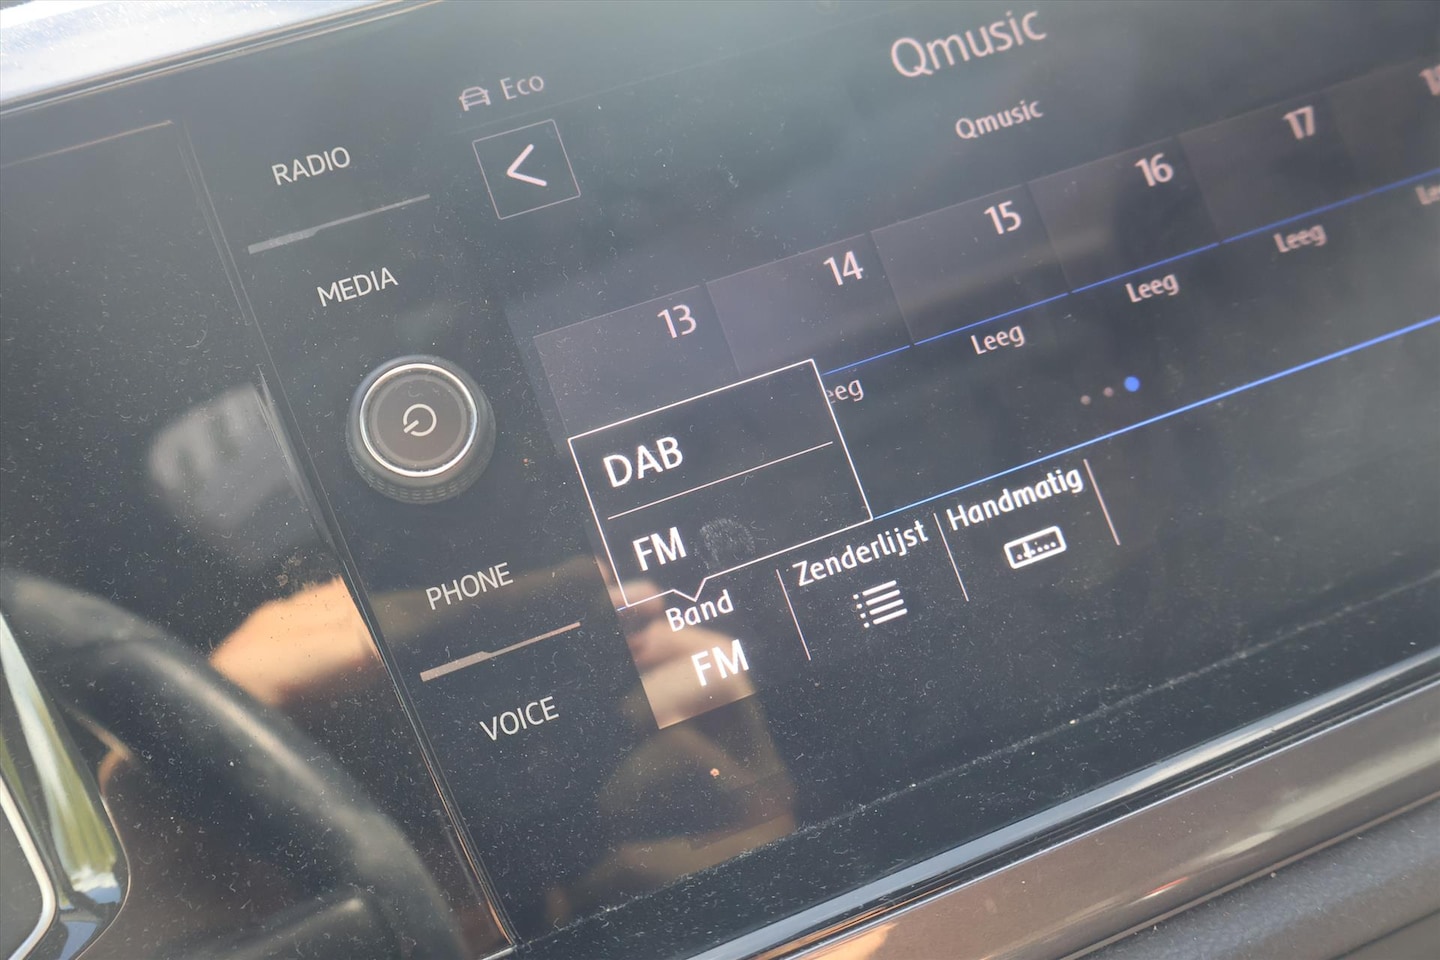 Eco
Qmusic
Qmusic
RADIO
MEDIA
PHONE
VOICE
13
14
15
16
17
Leeg
Leeg
Leeg
DAB
FM
Band
FM
Zenderlijst
Handmatig